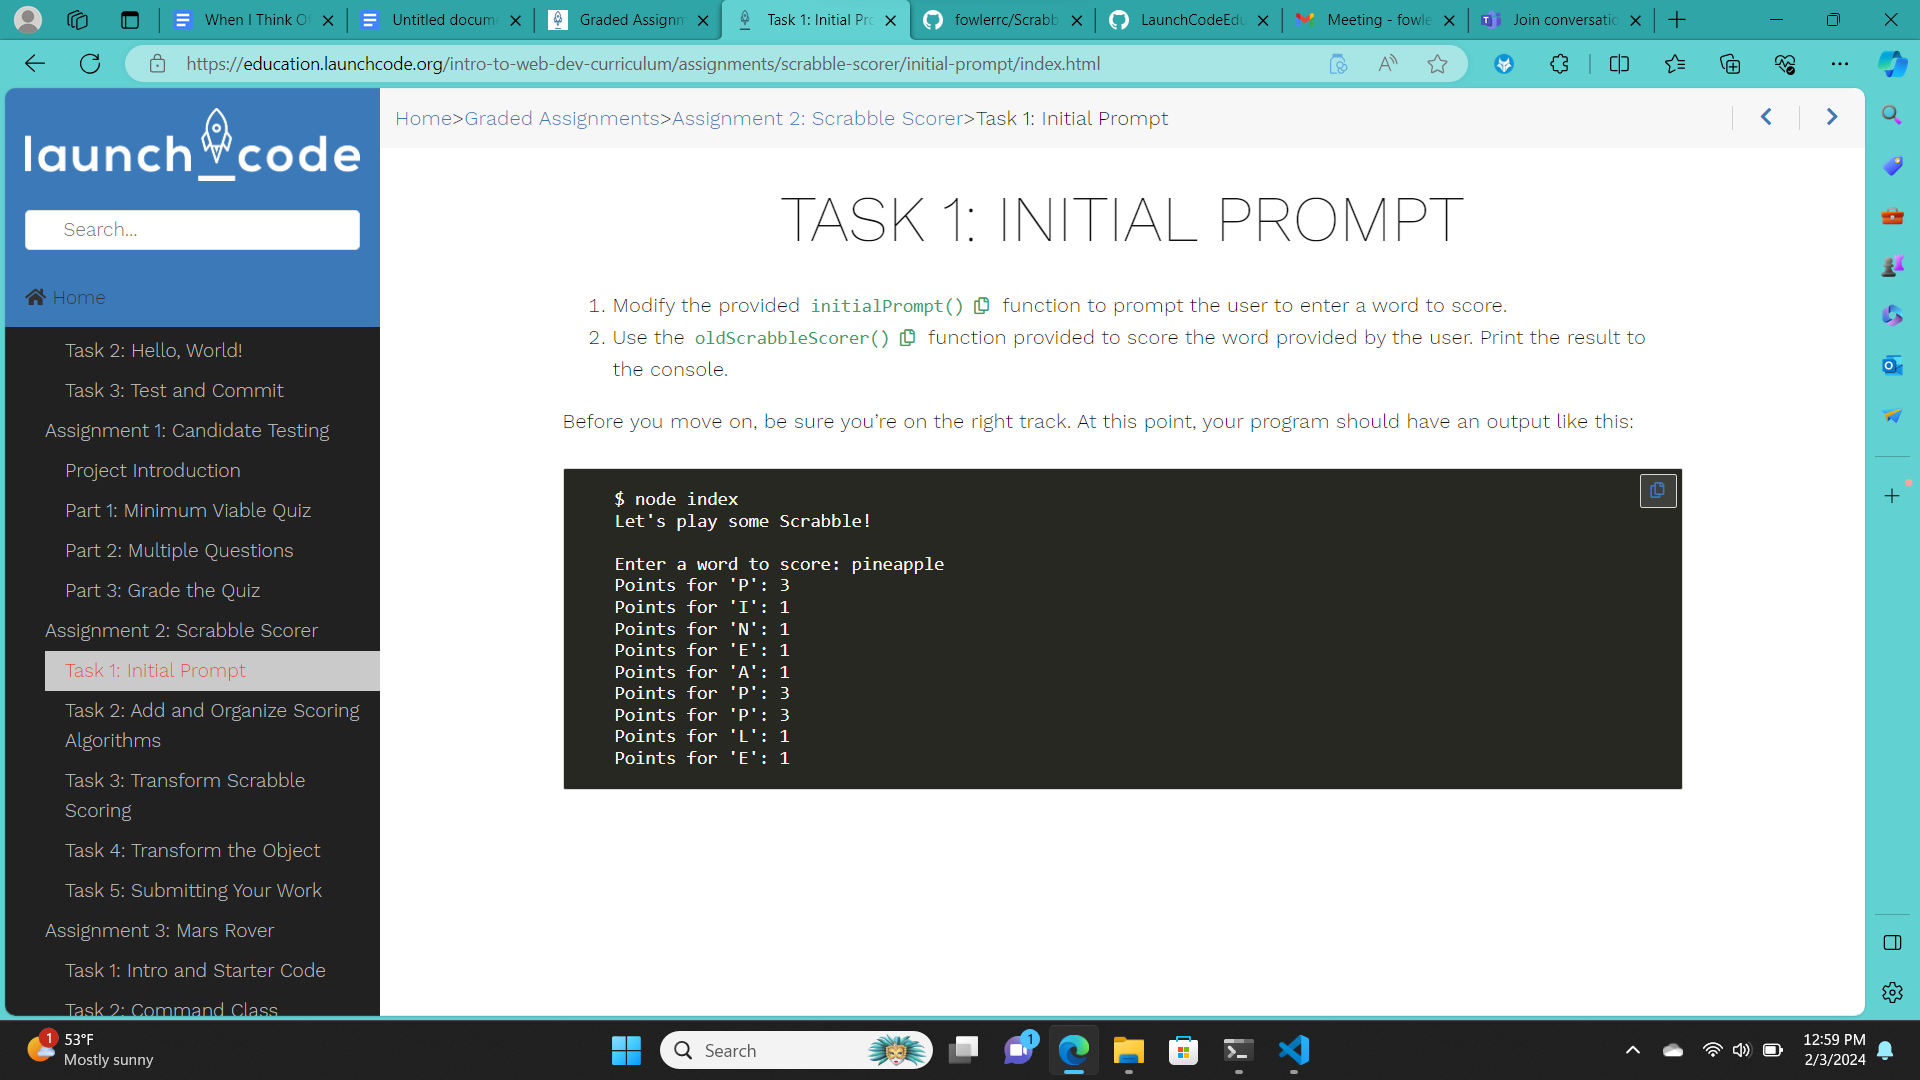 When I Think Of
Untitled docume
Graded Assignm
Task 1: Initial Pro
fowlerrc/Scrabb
LaunchCodeEdu
Meeting - fowle
Join conversatio
https://education.launchcode.org/intro-to-web-dev-curriculum/assignments/scrabble-scorer/initial-prompt/index.html
launch code
Search...
Home
Task 2: Hello, World!
Task 3: Test and Commit
Assignment 1: Candidate Testing
Project Introduction
Part 1: Minimum Viable Quiz
Part 2: Multiple Questions
Part 3: Grade the Quiz
Assignment 2: Scrabble Scorer
Task 1: Initial Prompt
Task 2: Add and Organize Scoring
Algorithms
Task 3: Transform Scrabble
Scoring
Task 4: Transform the Object
Task 5: Submitting Your Work
Assignment 3: Mars Rover
Task 1: Intro and Starter Code
Task 2: Command Class
Home>Graded Assignments>Assignment 2: Scrabble Scorer>Task 1: Initial Prompt
TASK 1: INITIAL PROMPT
1. Modify the provided initialPrompt() function to prompt the user to enter a word to score.
2. Use the oldScrabbleScorer() function provided to score the word provided by the user. Print the result to
the console.
Before you move on, be sure you’re on the right track. At this point, your program should have an output like this:
$ node index
Let's play some Scrabble!
Enter a word to score: pineapple
Points for 'P': 3
Points for 'I': 1
Points for 'N': 1
Points for 'E': 1
Points for 'A': 1
Points for 'P': 3
Points for 'P': 3
Points for 'L': 1
Points for 'E': 1
1
53°F
Mostly sunny
Search
1
12:59 PM
2/3/2024